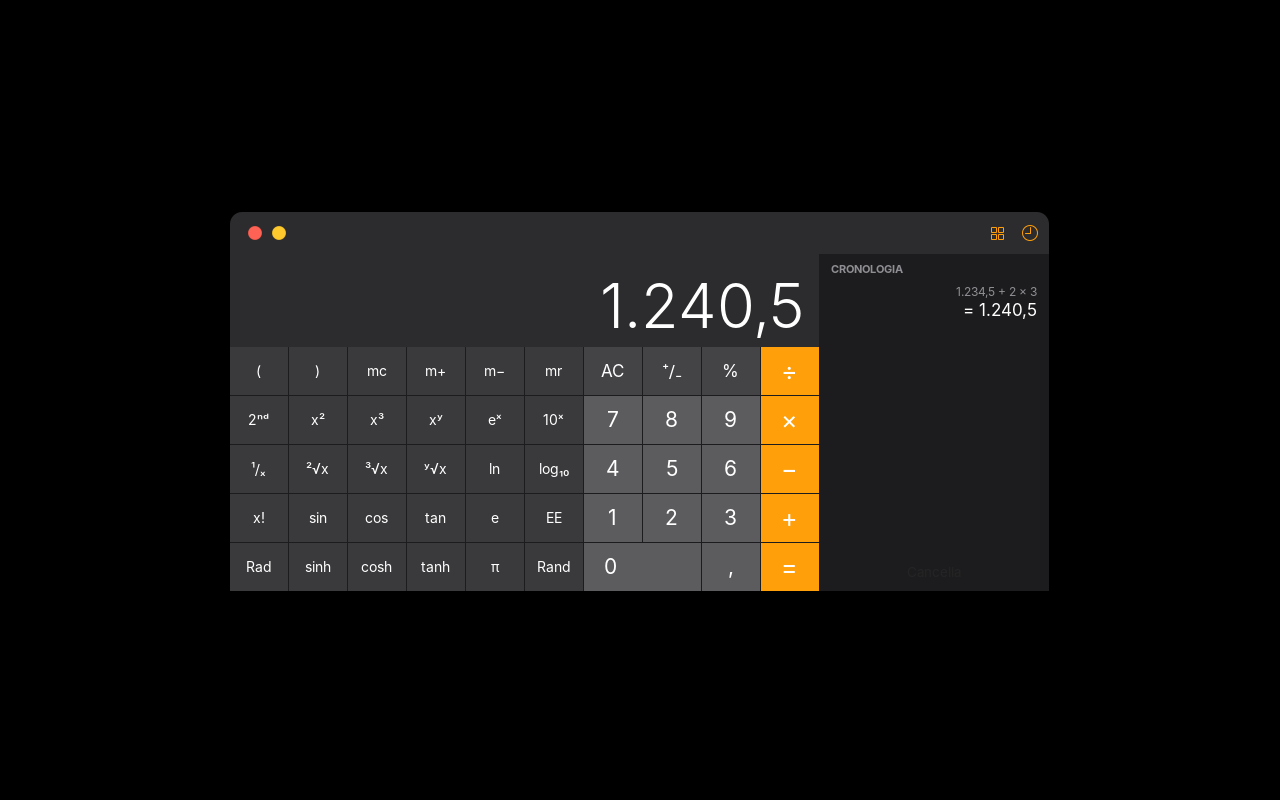 CRONOLOGIA
1.234,5 + 2 × 3
= 1.240,5
1.240,5
( ) mc m+ m− mr AC ⁺/₋ % ÷
2ⁿᵈ x² x³ xʸ eˣ 10ˣ 7 8 9 ×
¹/ₓ ²√x ³√x ʸ√x ln log₁₀ 4 5 6 −
x! sin cos tan e EE 1 2 3 +
Rad sinh cosh tanh π Rand 0 , =
Cancella